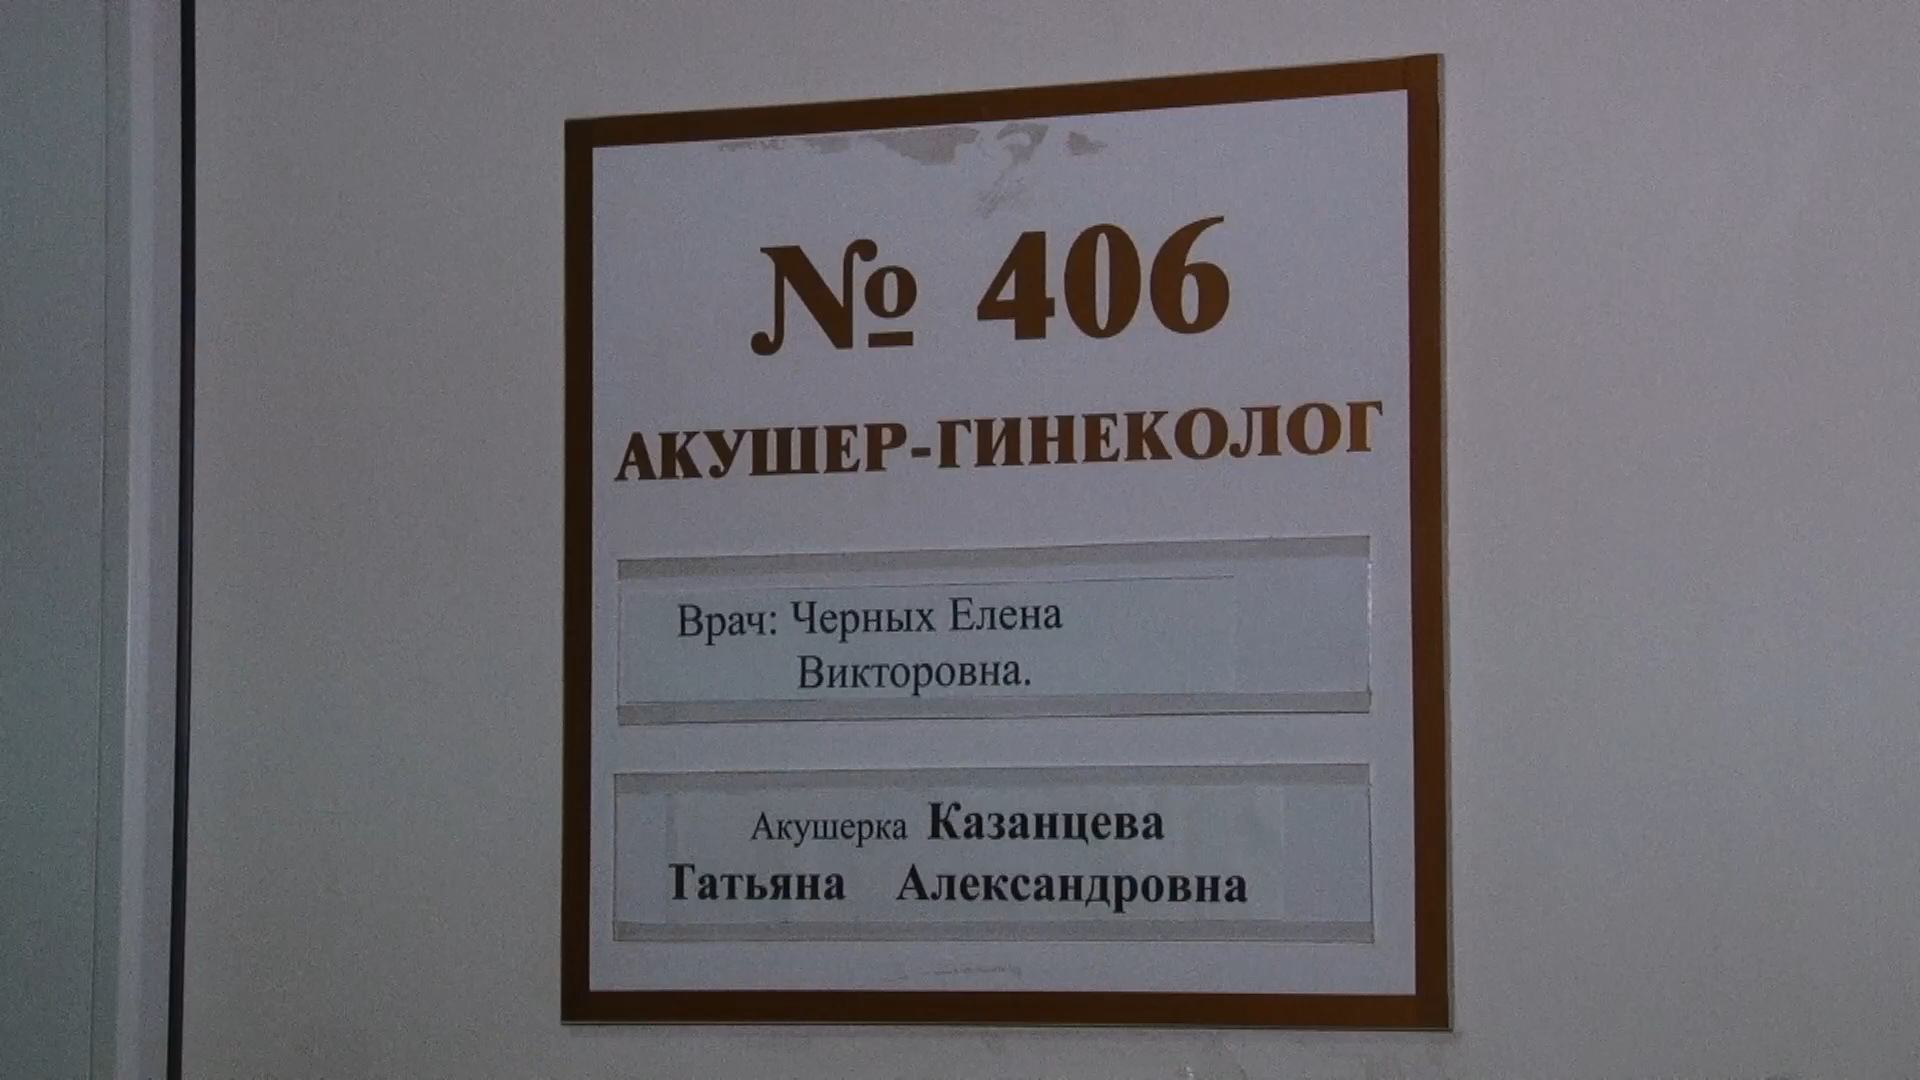 № 406
АКУШЕР-ГИНЕКОЛОГ
Врач: Черных Елена
Викторовна.
Акушерка Казанцева
Татьяна Александровна